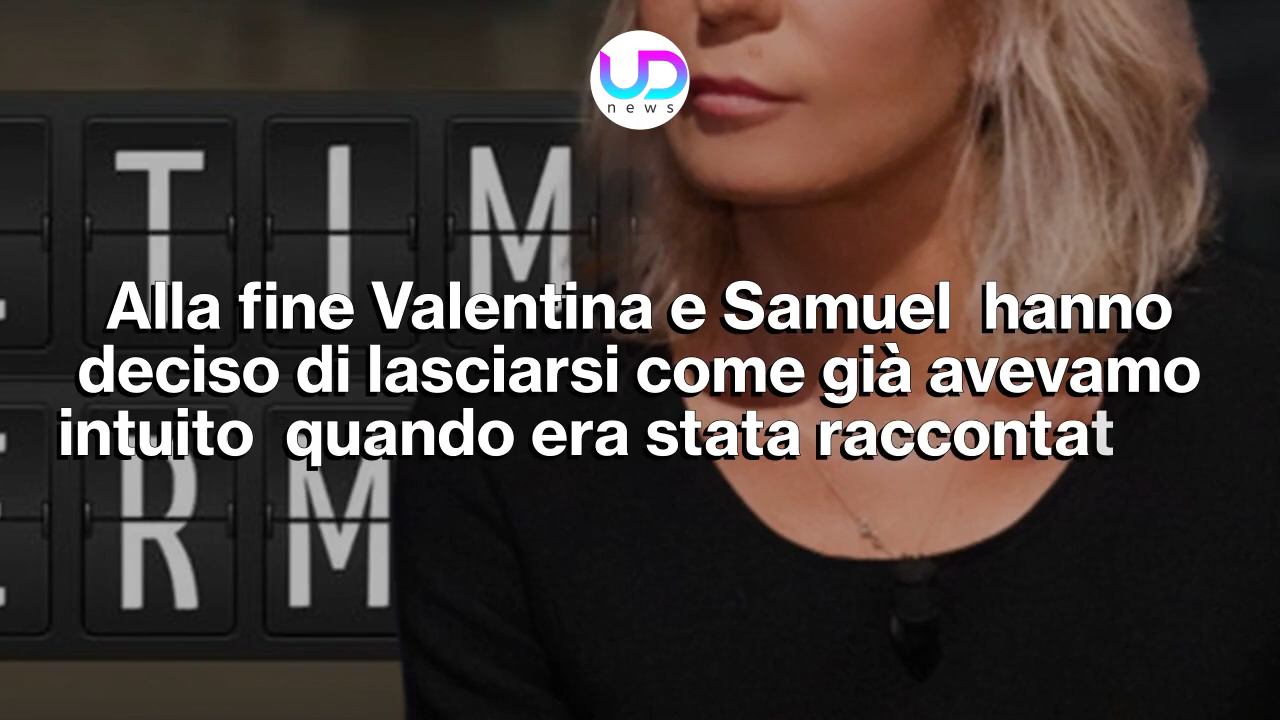 UD
news
T I M
Alla fine Valentina e Samuel hanno
deciso di lasciarsi come già avevamo
intuito quando era stata raccontat
R M